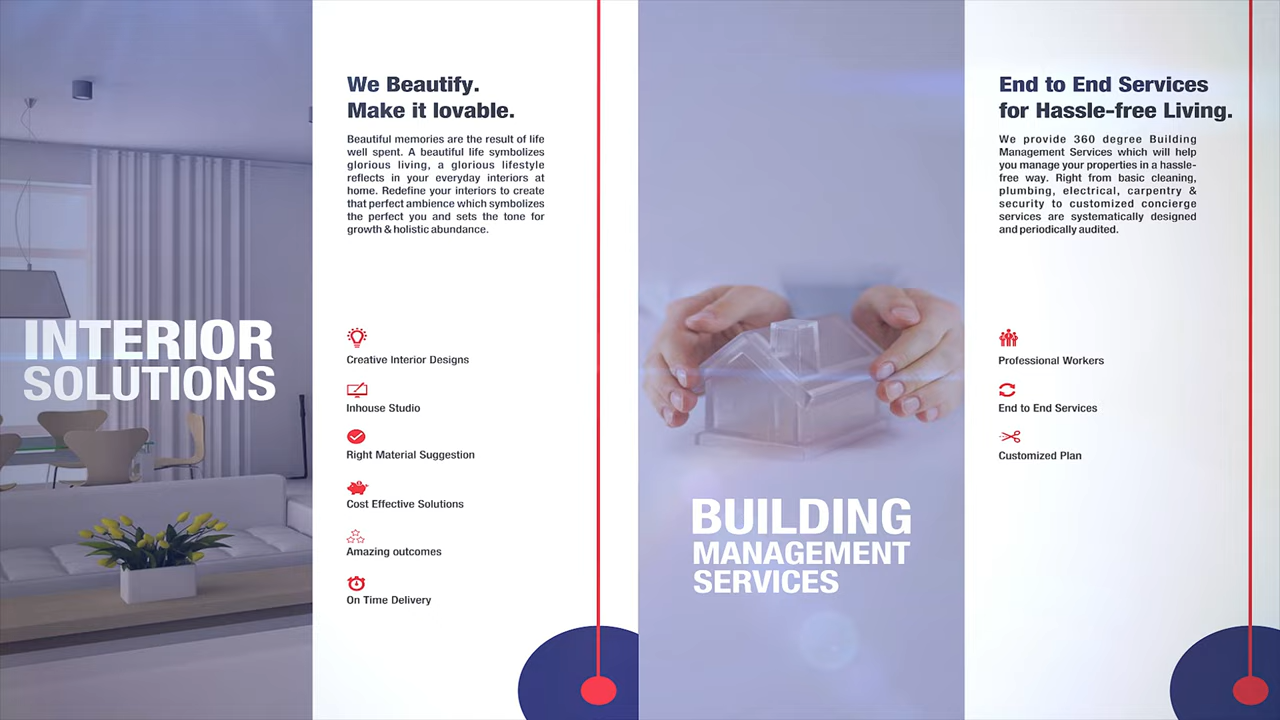 INTERIOR
SOLUTIONS
We Beautify.
Make it lovable.
Beautiful memories are the result of life
well spent. A beautiful life symbolizes
glorious living, a glorious lifestyle
reflects in your everyday interiors at
home. Redefine your interiors to create
that perfect ambience which symbolizes
the perfect you and sets the tone for
growth & holistic abundance.
Creative Interior Designs
Inhouse Studio
Right Material Suggestion
Cost Effective Solutions
Amazing outcomes
On Time Delivery
BUILDING
MANAGEMENT
SERVICES
End to End Services
for Hassle-free Living.
We provide 360 degree Building
Management Services which will help
you manage your properties in a hassle-
free way. Right from basic cleaning,
plumbing, electrical, carpentry &
security to customized concierge
services are systematically designed
and periodically audited.
Professional Workers
End to End Services
Customized Plan